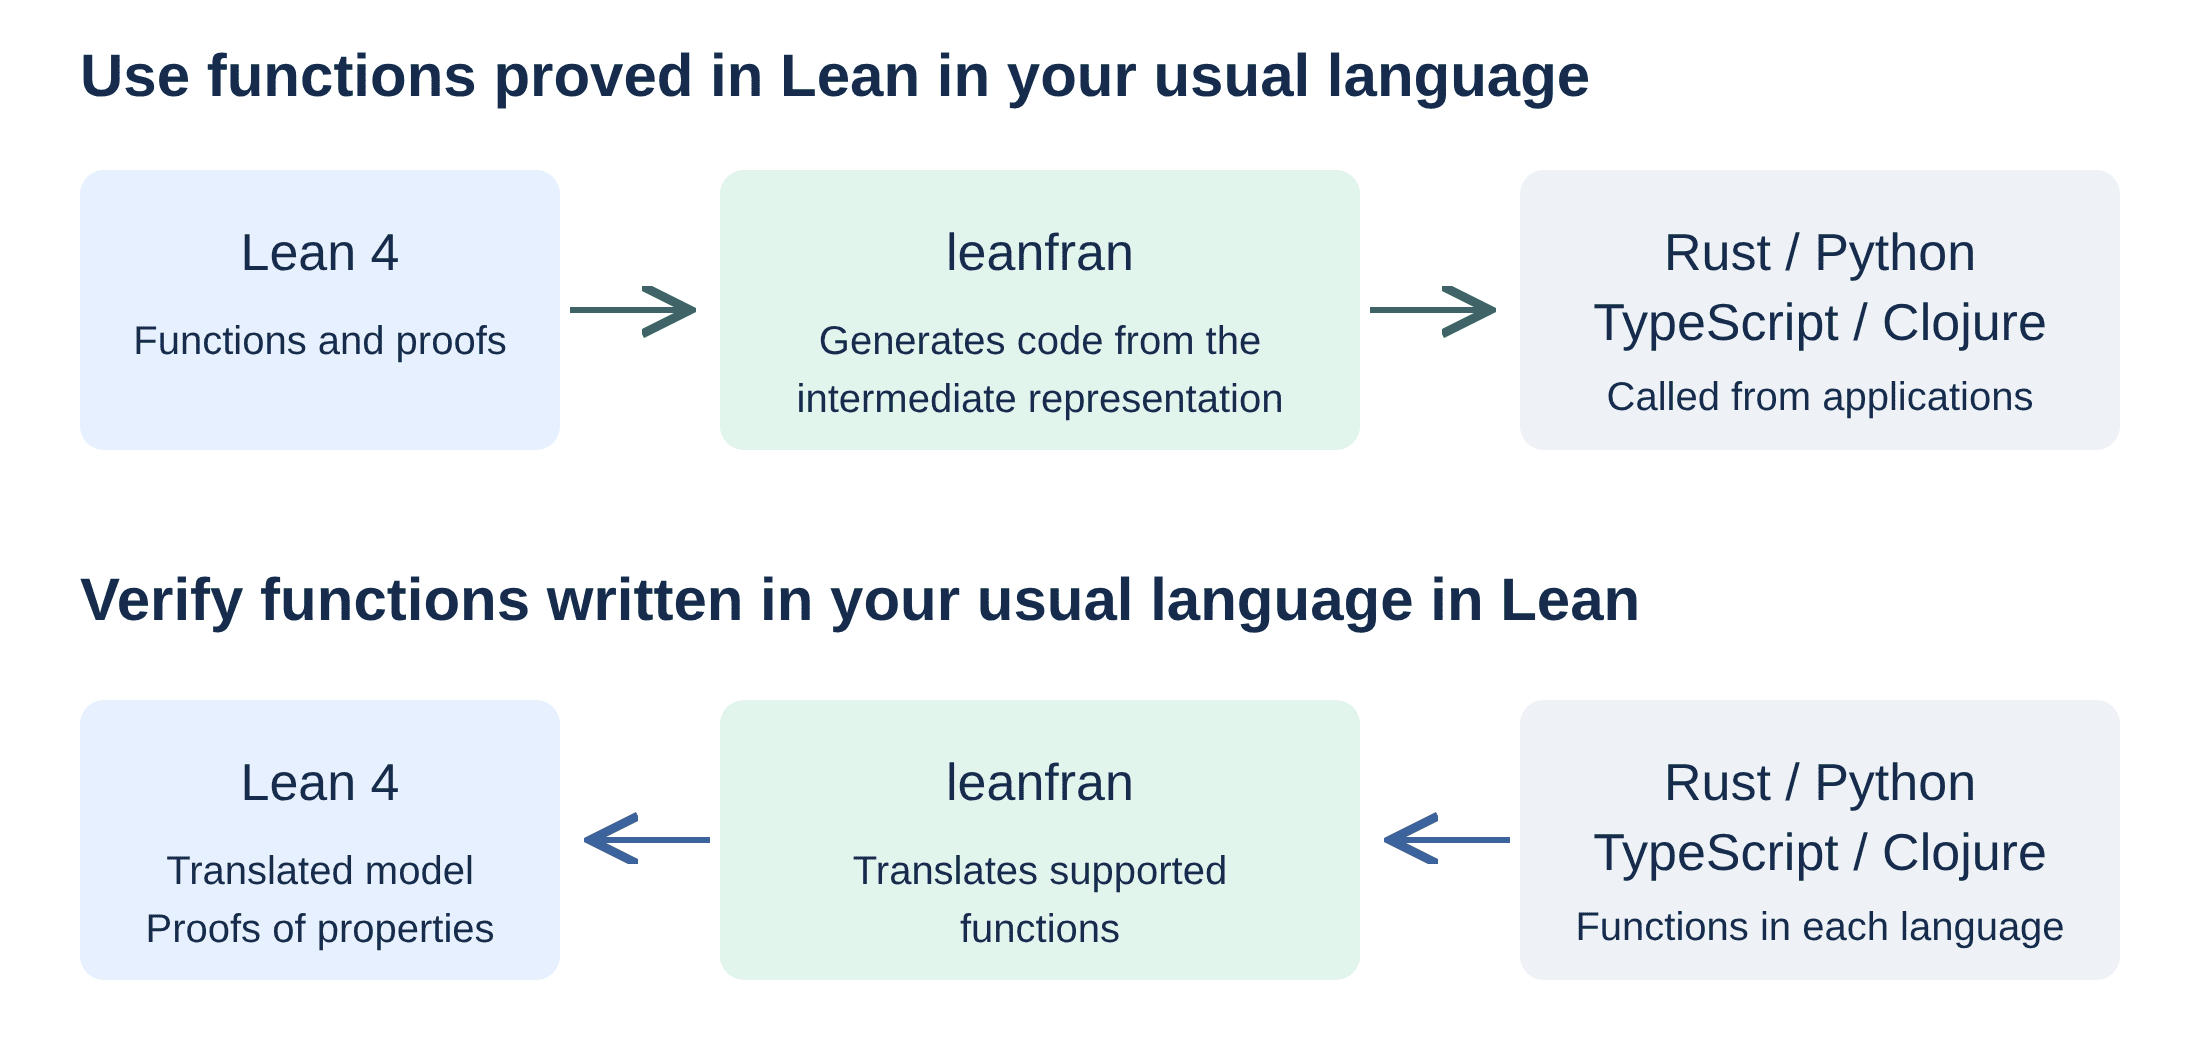 Use functions proved in Lean in your usual language
Lean 4
Functions and proofs
leanfran
Generates code from the
intermediate representation
Rust / Python
TypeScript / Clojure
Called from applications
Verify functions written in your usual language in Lean
Lean 4
Translated model
Proofs of properties
leanfran
Translates supported
functions
Rust / Python
TypeScript / Clojure
Functions in each language